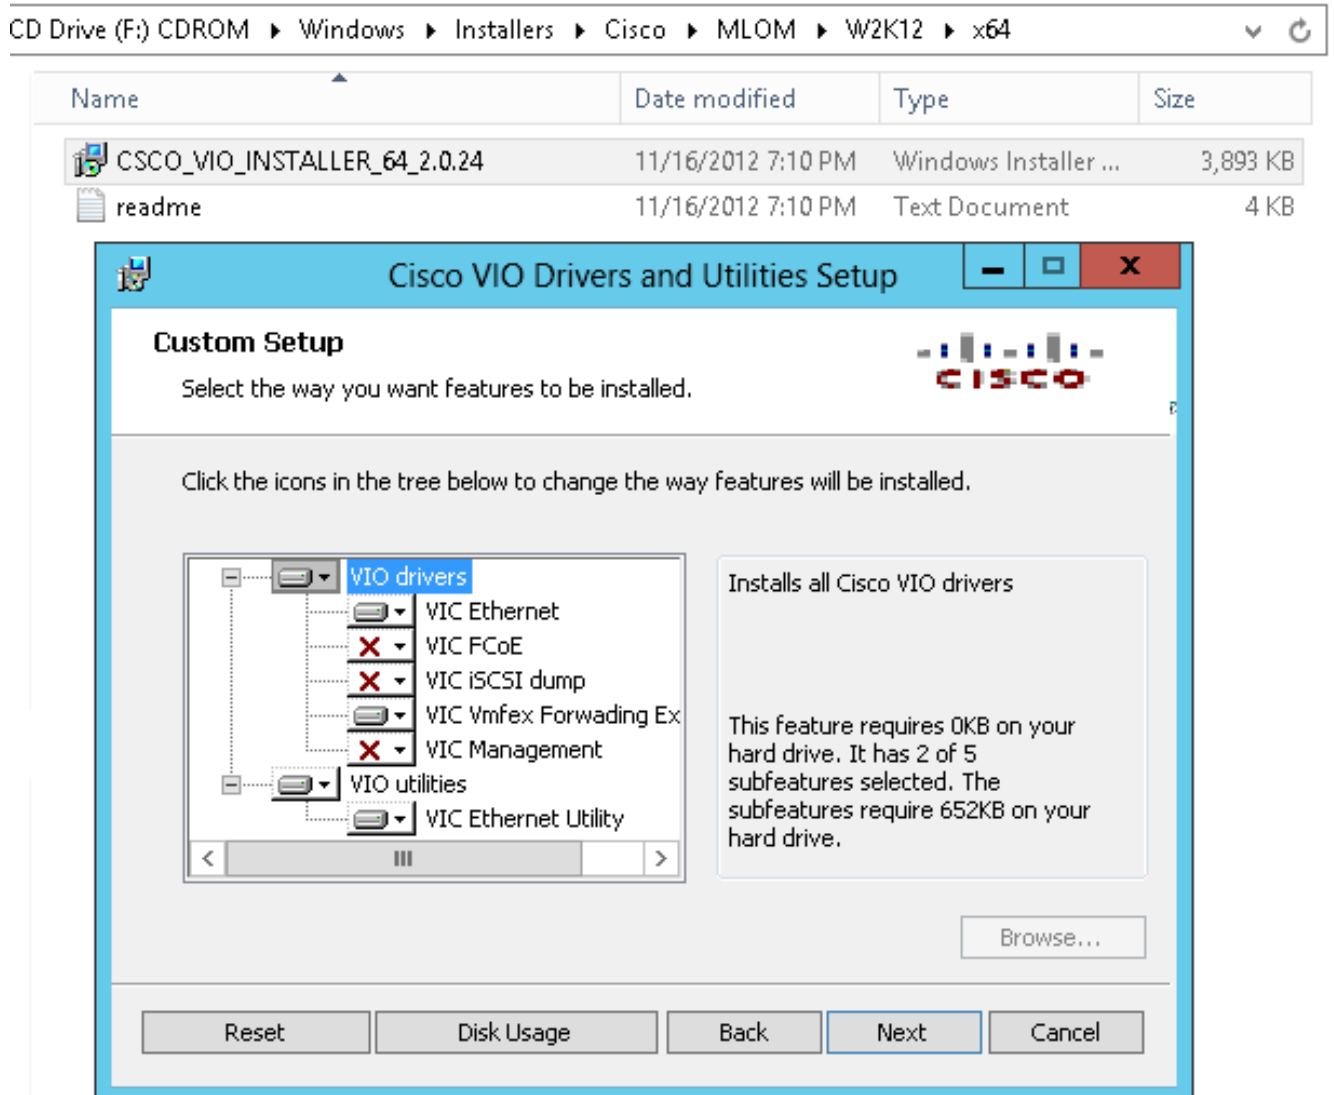 CD Drive (F:) CDROM ▸ Windows ▸ Installers ▸ Cisco ▸ MLOM ▸ W2K12 ▸ x64
Name Date modified Type Size
CSCO_VIO_INSTALLER_64_2.0.24 11/16/2012 7:10 PM Windows Installer ... 3,893 KB
readme 11/16/2012 7:10 PM Text Document 4 KB
Cisco VIO Drivers and Utilities Setup
Custom Setup
Select the way you want features to be installed.
CISCO
Click the icons in the tree below to change the way features will be installed.
VIO drivers
VIC Ethernet
VIC FCoE
VIC iSCSI dump
VIC Vmfex Forwading Ex
VIC Management
VIO utilities
VIC Ethernet Utility
Installs all Cisco VIO drivers
This feature requires 0KB on your
hard drive. It has 2 of 5
subfeatures selected. The
subfeatures require 652KB on your
hard drive.
Browse...
Reset Disk Usage Back Next Cancel